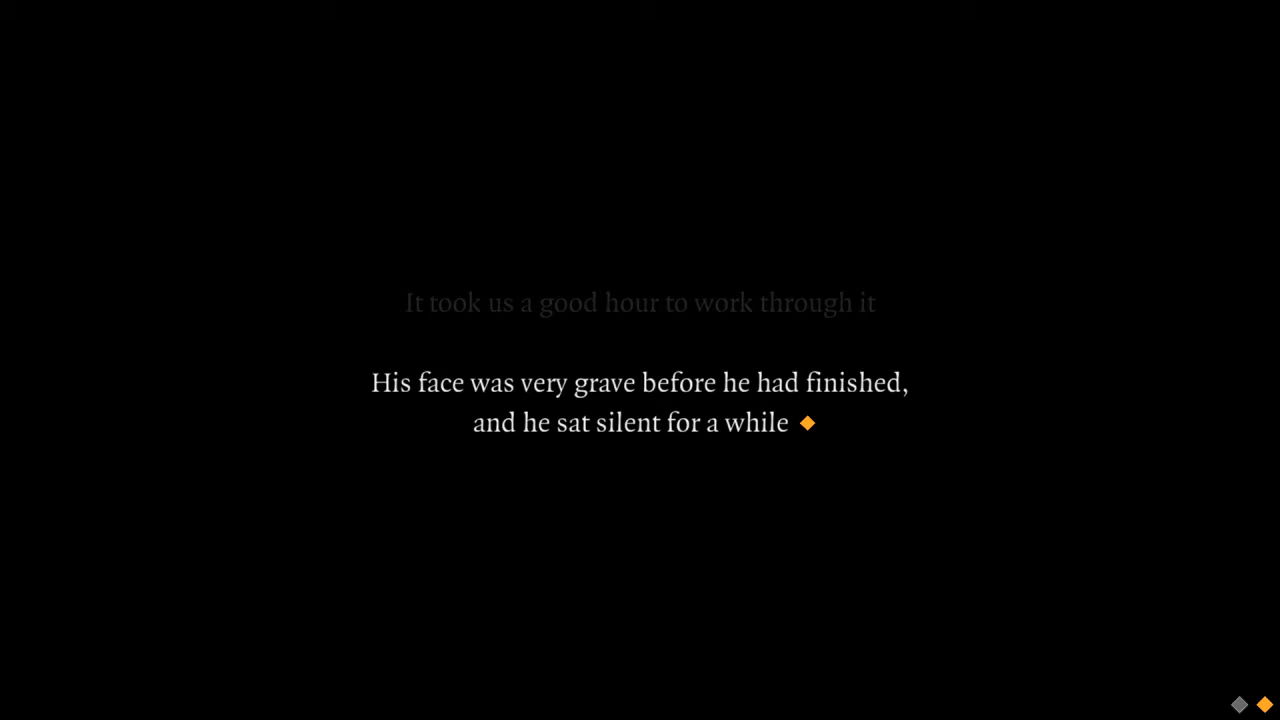 It took us a good hour to work through it
His face was very grave before he had finished,
and he sat silent for a while